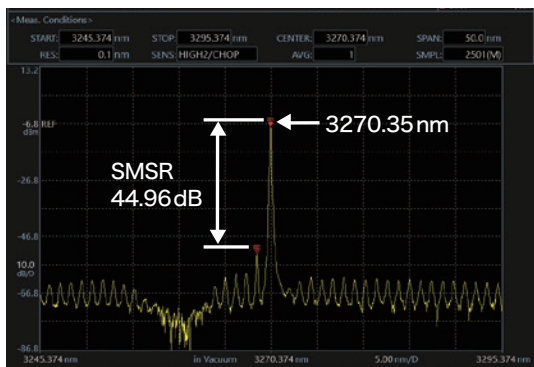 <Meas. Conditions>
START: 3245.374 nm STOP: 3295.374 nm CENTER: 3270.374 nm SPAN: 50.0 nm
RES: 0.1 nm SENS: HIGH2/CHOP AVG: 1 SMPL: 2501(M)
13.2
-6.8 REF
dBm
3270.35 nm
SMSR
44.96 dB
-26.8
-46.8
10.0
dB/D
-66.8
-86.8
3245.374 nm in Vacuum 3270.374 nm 5.00 nm/D 3295.374 nm